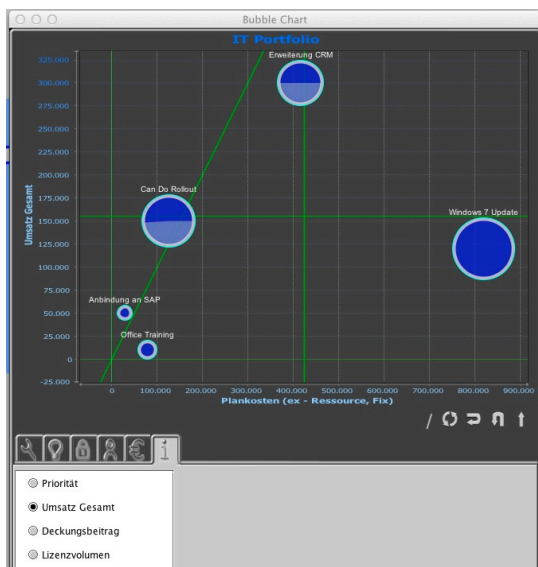 Bubble Chart
IT Portfolio
325.000
300.000
275.000
250.000
225.000
200.000
175.000
150.000
125.000
100.000
75.000
50.000
25.000
0
-25.000
Umsatz Gesamt
Erweiterung CRM
Can Do Rollout
Windows 7 Update
Anbindung an SAP
Office Training
0
100.000
200.000
300.000
400.000
500.000
600.000
700.000
800.000
900.000
Plankosten (ex - Ressource, Fix)
Priorität
Umsatz Gesamt
Deckungsbeitrag
Lizenzvolumen